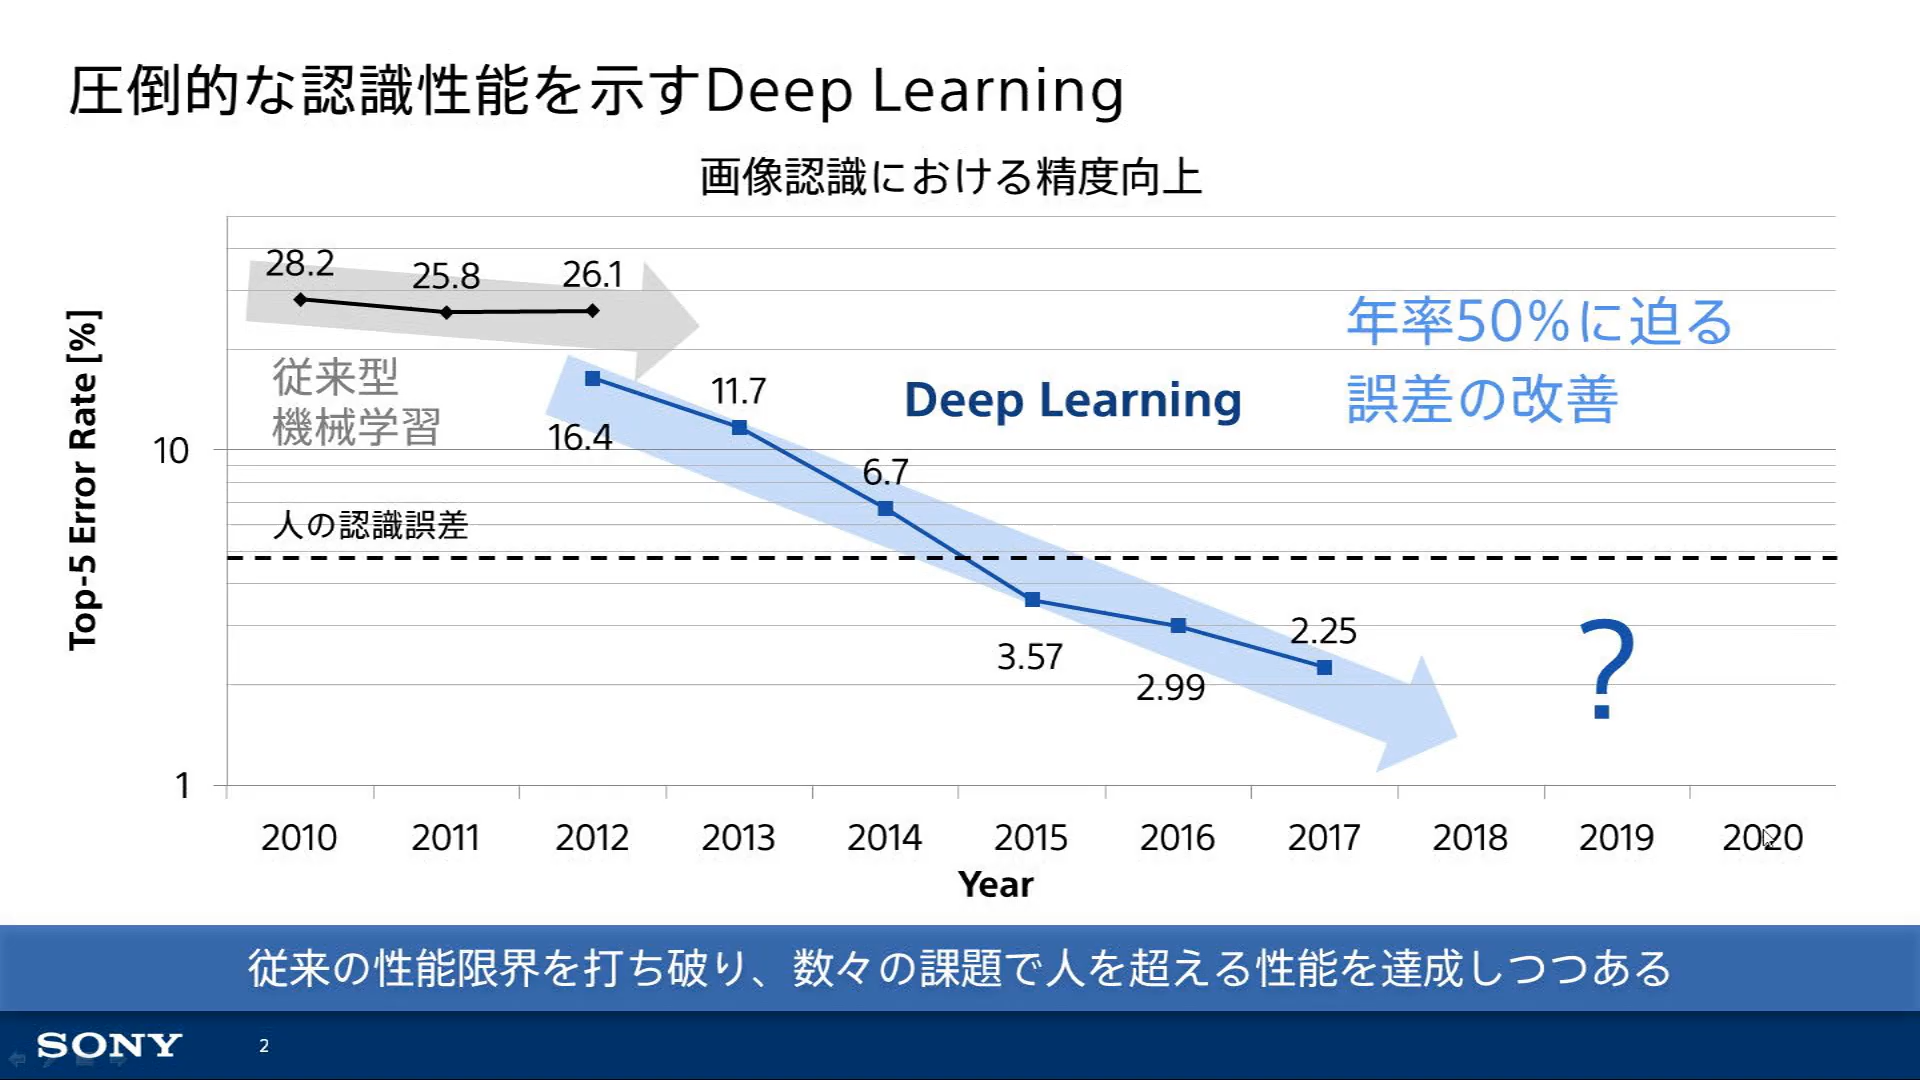 圧倒的な認識性能を示すDeep Learning
画像認識における精度向上
Top-5 Error Rate [%]
28.2
25.8
26.1
従来型
機械学習
16.4
11.7
6.7
3.57
2.99
2.25
Deep Learning
年率50%に迫る
誤差の改善
人の認識誤差
?
10
1
2010
2011
2012
2013
2014
2015
2016
2017
2018
2019
2020
Year
従来の性能限界を打ち破り、数々の課題で人を超える性能を達成しつつある
SONY
2